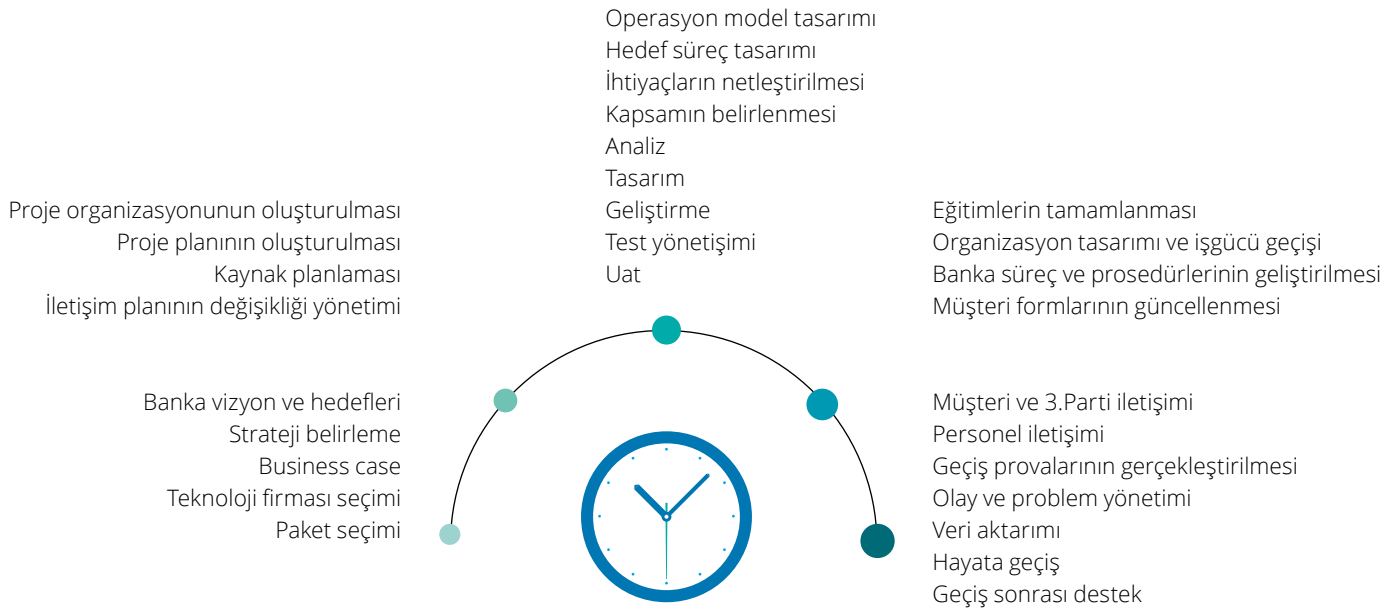 Operasyon model tasarımı
Hedef süreç tasarımı
İhtiyaçların netleştirilmesi
Kapsamın belirlenmesi
Analiz
Tasarım
Geliştirme
Test yönetişimi
Uat
Proje organizasyonunun oluşturulması
Proje planının oluşturulması
Kaynak planlaması
İletişim planının değişikliği yönetimi
Eğitimlerin tamamlanması
Organizasyon tasarımı ve işgücü geçişi
Banka süreç ve prosedürlerinin geliştirilmesi
Müşteri formlarının güncellenmesi
Banka vizyon ve hedefleri
Strateji belirleme
Business case
Teknoloji firması seçimi
Paket seçimi
Müşteri ve 3.Parti iletişimi
Personel iletişimi
Geçiş provalarının gerçekleştirilmesi
Olay ve problem yönetimi
Veri aktarımı
Hayata geçiş
Geçiş sonrası destek